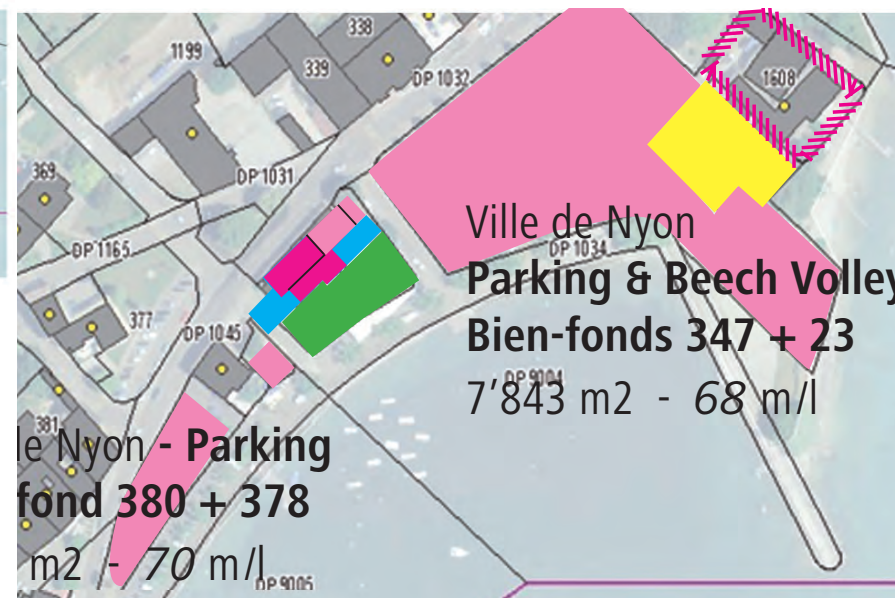 338
1199
339
DP 1032
1608
369
DP 1031
Ville de Nyon
DP 1034
DP 1165
Parking & Beech Volley
377
Bien-fonds 347 + 23
DP 1045
DP 9004
7’843 m2 - 68 m/l
381
le Nyon - Parking
fond 380 + 378
m2 - 70 m/l
DP 9005